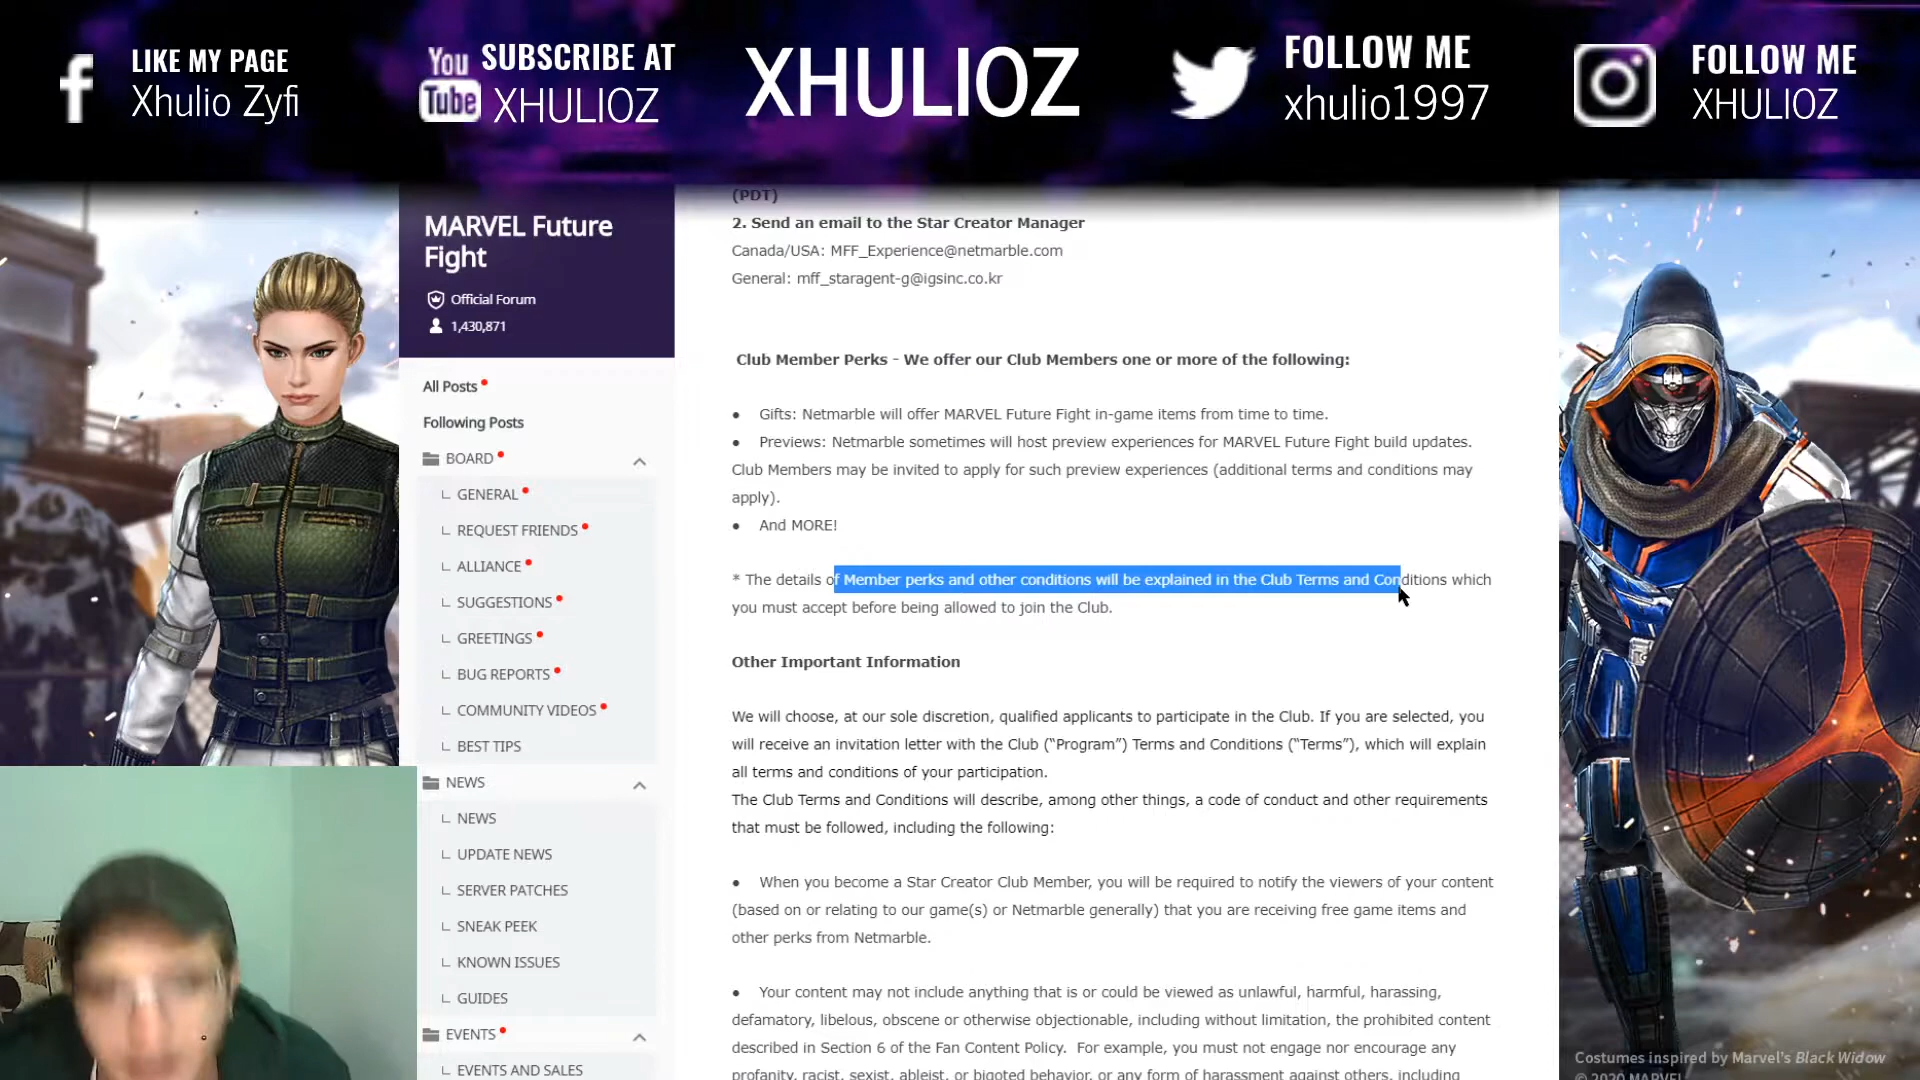 LIKE MY PAGE
Xhulio Zyfi
You
Tube
SUBSCRIBE AT
XHULIOZ
XHULIOZ
FOLLOW ME
xhulio1997
FOLLOW ME
XHULIOZ
MARVEL Future
Fight
Official Forum
1,430,871
All Posts
Following Posts
BOARD
GENERAL
REQUEST FRIENDS
ALLIANCE
SUGGESTIONS
GREETINGS
BUG REPORTS
COMMUNITY VIDEOS
BEST TIPS
NEWS
NEWS
UPDATE NEWS
SERVER PATCHES
SNEAK PEEK
KNOWN ISSUES
GUIDES
EVENTS
EVENTS AND SALES
(PDT)
2. Send an email to the Star Creator Manager
Canada/USA: MFF_Experience@netmarble.com
General: mff_staragent-g@igsinc.co.kr
Club Member Perks - We offer our Club Members one or more of the following:
● Gifts: Netmarble will offer MARVEL Future Fight in-game items from time to time.
● Previews: Netmarble sometimes will host preview experiences for MARVEL Future Fight build updates.
Club Members may be invited to apply for such preview experiences (additional terms and conditions may
apply).
● And MORE!
* The details of Member perks and other conditions will be explained in the Club Terms and Conditions which
you must accept before being allowed to join the Club.
Other Important Information
We will choose, at our sole discretion, qualified applicants to participate in the Club. If you are selected, you
will receive an invitation letter with the Club (“Program”) Terms and Conditions (“Terms”), which will explain
all terms and conditions of your participation.
The Club Terms and Conditions will describe, among other things, a code of conduct and other requirements
that must be followed, including the following:
● When you become a Star Creator Club Member, you will be required to notify the viewers of your content
(based on or relating to our game(s) or Netmarble generally) that you are receiving free game items and
other perks from Netmarble.
● Your content may not include anything that is or could be viewed as unlawful, harmful, harassing,
defamatory, libelous, obscene or otherwise objectionable, including without limitation, the prohibited content
described in Section 6 of the Fan Content Policy. For example, you must not engage nor encourage any
profanity, racist, sexist, ableist, or bigoted behavior, or any form of harassment against others, including
Costumes inspired by Marvel's Black Widow
© 2020 MARVEL